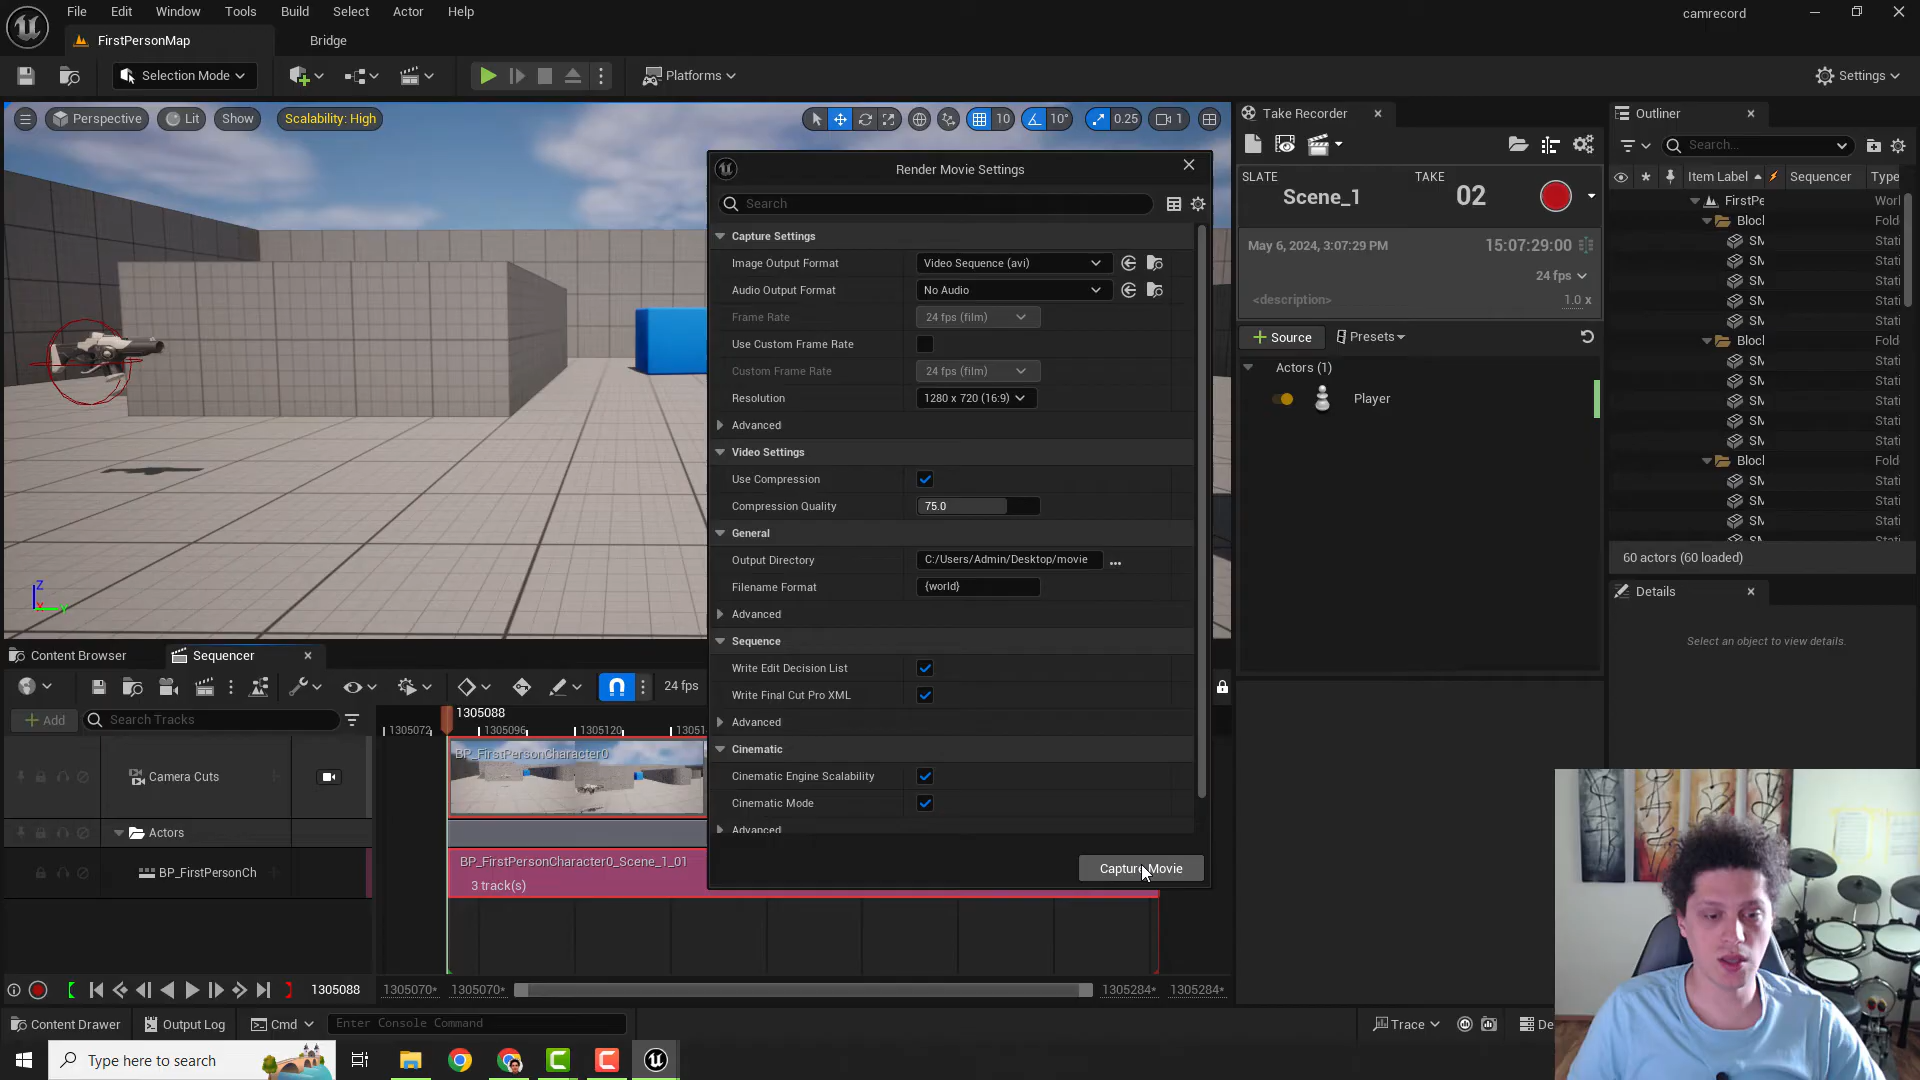 File Edit Window Tools Build Select Actor Help
camrecord
FirstPersonMap
Bridge
Selection Mode
Platforms
Settings
Perspective Lit Show Scalability: High
10 10° 0.25 1
Render Movie Settings
Search
Capture Settings
Image Output Format Video Sequence (avi)
Audio Output Format No Audio
Frame Rate 24 fps (film)
Use Custom Frame Rate
Custom Frame Rate 24 fps (film)
Resolution 1280 x 720 (16:9)
Advanced
Video Settings
Use Compression
Compression Quality 75.0
General
Output Directory C:/Users/Admin/Desktop/movie ...
Filename Format {world}
Advanced
Sequence
Write Edit Decision List
Write Final Cut Pro XML
Advanced
Cinematic
Cinematic Engine Scalability
Cinematic Mode
Advanced
Capture Movie
Take Recorder
SLATE TAKE
Scene_1 02
May 6, 2024, 3:07:29 PM 15:07:29:00
24 fps
<description> 1.0 x
Source Presets
Actors (1)
Player
Outliner
Search...
Item Label Sequencer Type
FirstPe Worl
Blocl Fold
SM Stati
SM Stati
SM Stati
SM Stati
SM Stati
Blocl Fold
SM Stati
SM Stati
SM Stati
SM Stati
SM Stati
Blocl Fold
SM Stati
SM Stati
SM Stati
60 actors (60 loaded)
Details
Select an object to view details.
Z
X
Y
Content Browser Sequencer
24 fps
Add Search Tracks
1305088
1305072 1305096 1305120
Camera Cuts
BP_FirstPersonCharacter0
Actors
BP_FirstPersonCh
BP_FirstPersonCharacter0_Scene_1_01
3 track(s)
1305088 1305070* 1305070* 1305284* 1305284*
Content Drawer Output Log Cmd Enter Console Command
Trace
Type here to search